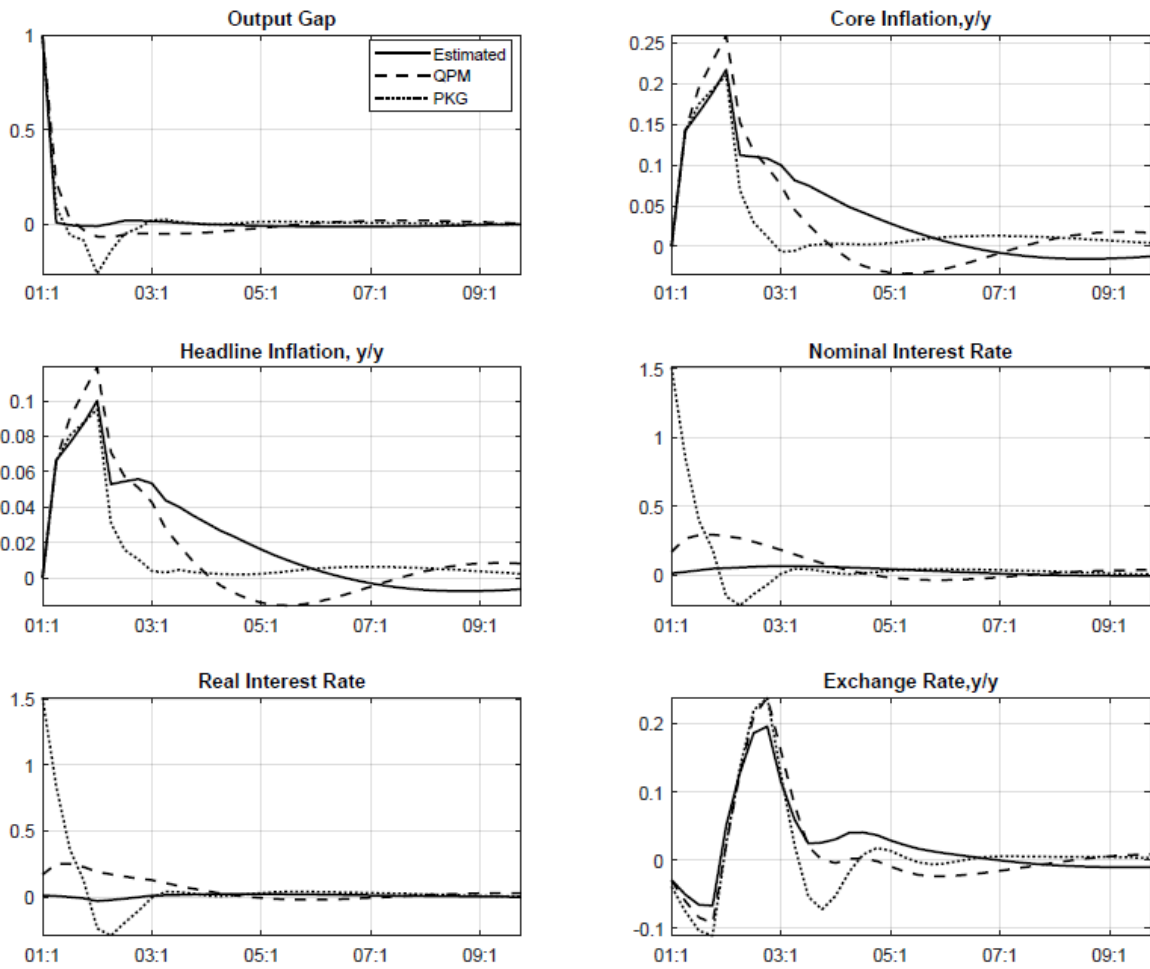 Output Gap
1
0.5
0
Estimated
QPM
PKG
01:1 03:1 05:1 07:1 09:1
Core Inflation,y/y
0.25
0.2
0.15
0.1
0.05
0
01:1 03:1 05:1 07:1 09:1
Headline Inflation, y/y
0.1
0.08
0.06
0.04
0.02
0
01:1 03:1 05:1 07:1 09:1
Nominal Interest Rate
1.5
1
0.5
0
01:1 03:1 05:1 07:1 09:1
Real Interest Rate
1.5
1
0.5
0
01:1 03:1 05:1 07:1 09:1
Exchange Rate,y/y
0.2
0.1
0
-0.1
01:1 03:1 05:1 07:1 09:1